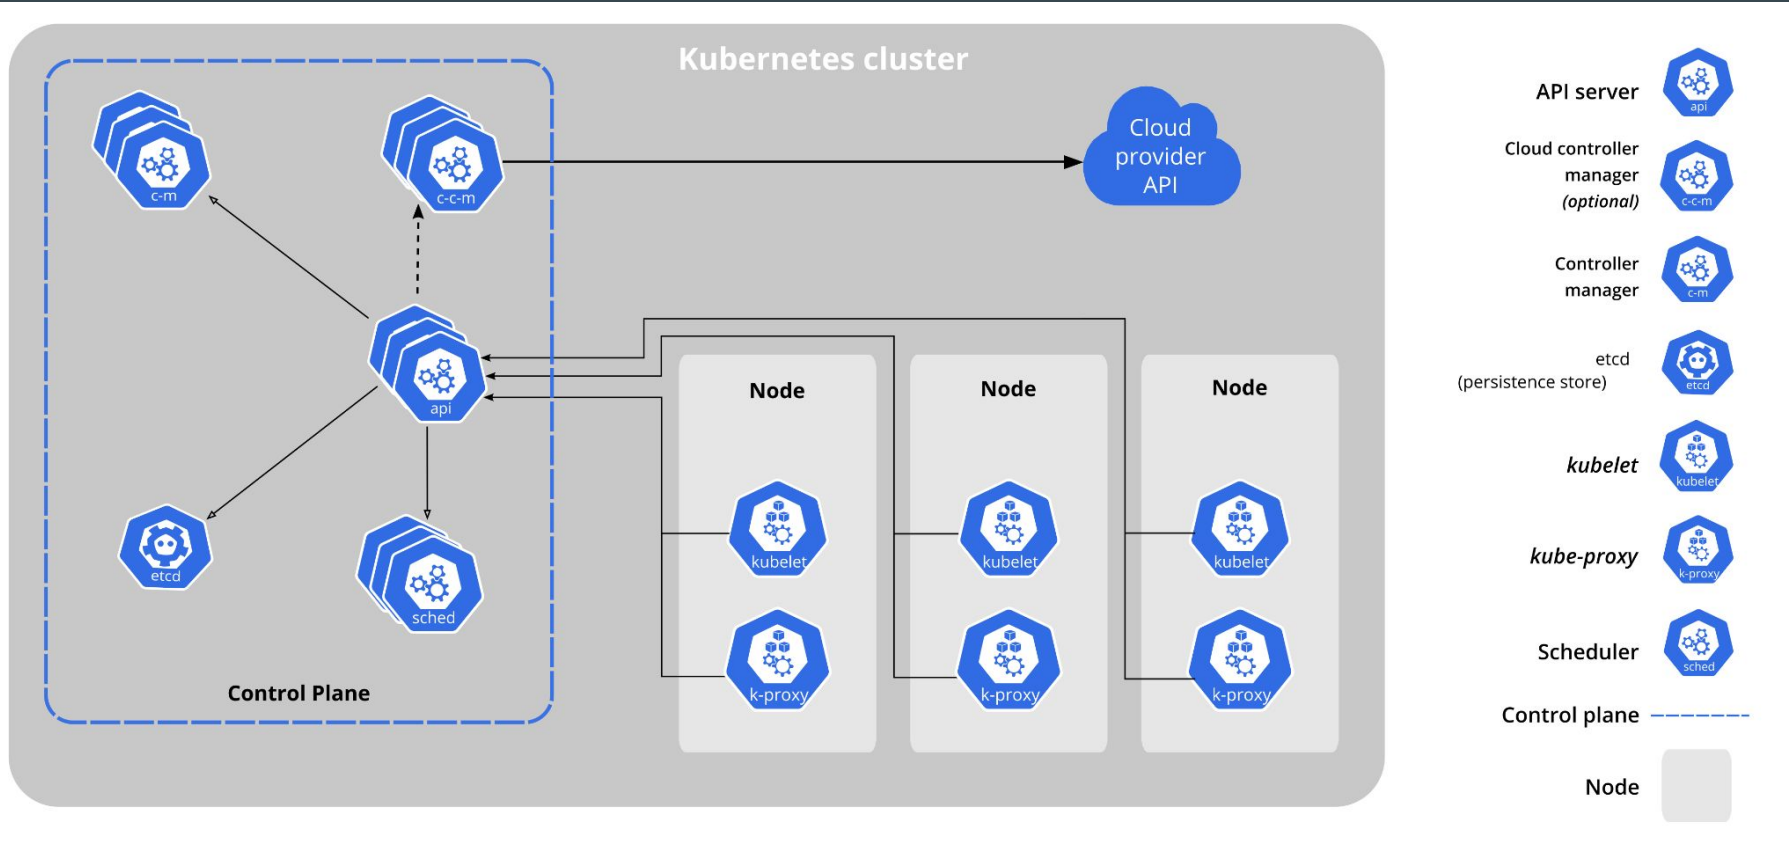 Kubernetes cluster
c-m
c-c-m
Cloud
provider
API
api
etcd
sched
Control Plane
Node
kubelet
k-proxy
Node
kubelet
k-proxy
Node
kubelet
k-proxy
API server
api
Cloud controller
manager
(optional)
c-c-m
Controller
manager
c-m
etcd
(persistence store)
etcd
kubelet
kubelet
kube-proxy
k-proxy
Scheduler
sched
Control plane
Node